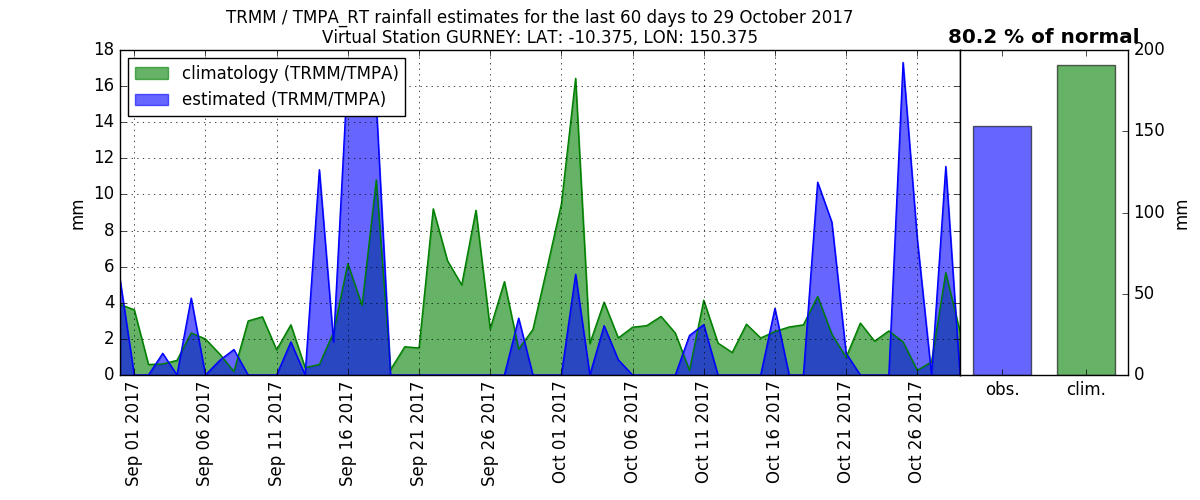 TRMM / TMPA_RT rainfall estimates for the last 60 days to 29 October 2017
Virtual Station GURNEY: LAT: -10.375, LON: 150.375
80.2 % of normal
climatology (TRMM/TMPA)
estimated (TRMM/TMPA)
18
16
14
12
10
8
6
4
2
0
mm
200
150
100
50
0
mm
Sep 01 2017
Sep 06 2017
Sep 11 2017
Sep 16 2017
Sep 21 2017
Sep 26 2017
Oct 01 2017
Oct 06 2017
Oct 11 2017
Oct 16 2017
Oct 21 2017
Oct 26 2017
obs.
clim.